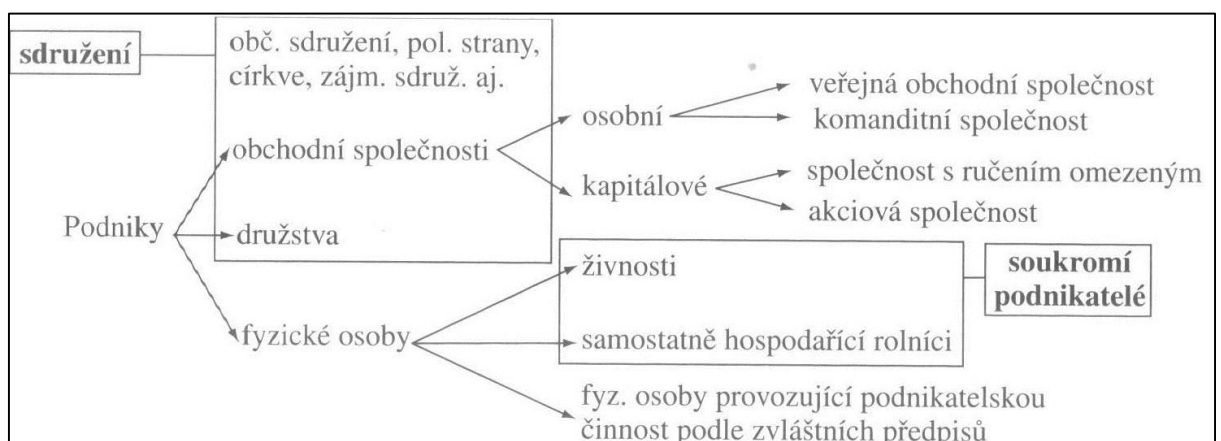 sdružení
obč. sdružení, pol. strany,
církve, zájm. sdruž. aj.
veřejná obchodní společnost
osobní
komanditní společnost
obchodní společnosti
společnost s ručením omezeným
kapitálové
akciová společnost
Podniky
družstva
živnosti
soukromí
podnikatelé
fyzické osoby
samostatně hospodařící rolníci
fyz. osoby provozující podnikatelskou
činnost podle zvláštních předpisů